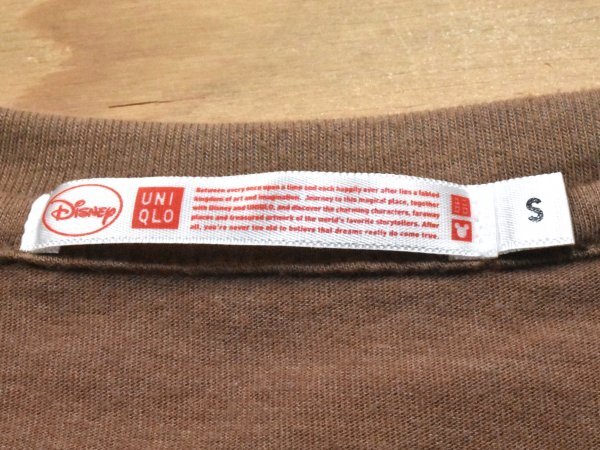 Disney
UNI
QLO
Between every once upon a time and each happily ever after lies a fabled
kingdom of art and imagination. Journey to this magical place, together
with Disney and UNIQLO, and discover the charming characters, faraway
places and treasured artwork of the world's favorite storytellers. After
all, you're never too old to believe that dreams really do come true.
S